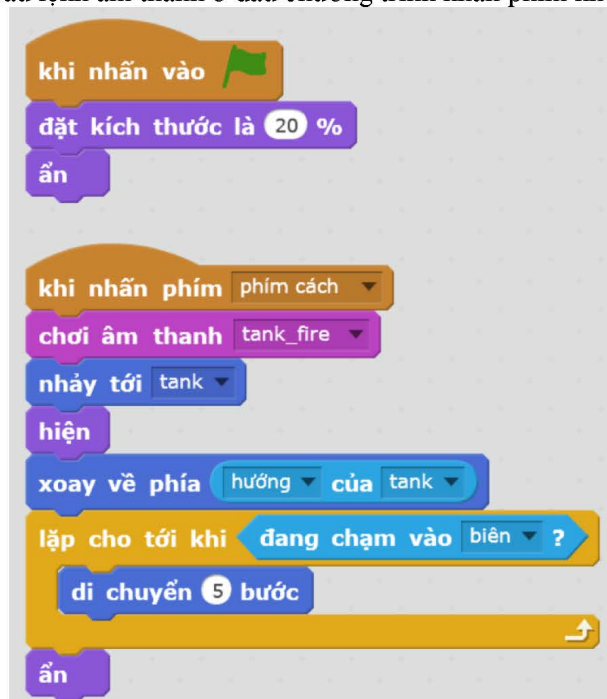 khi nhấn vào
đặt kích thước là 20 %
ẩn
khi nhấn phím phím cách
chơi âm thanh tank_fire
nhảy tới tank
hiện
xoay về phía hướng của tank
lặp cho tới khi đang chạm vào biên ?
di chuyển 5 bước
ẩn